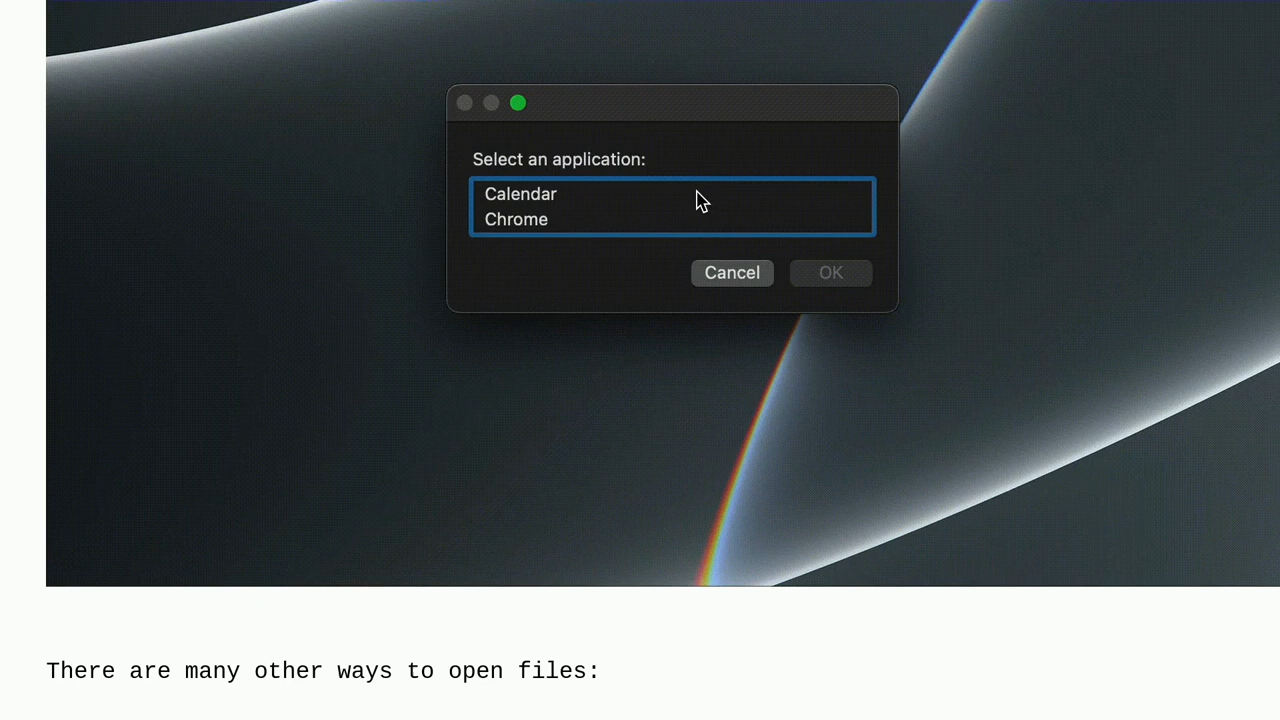 Select an application:
Calendar
Chrome
Cancel OK
There are many other ways to open files: